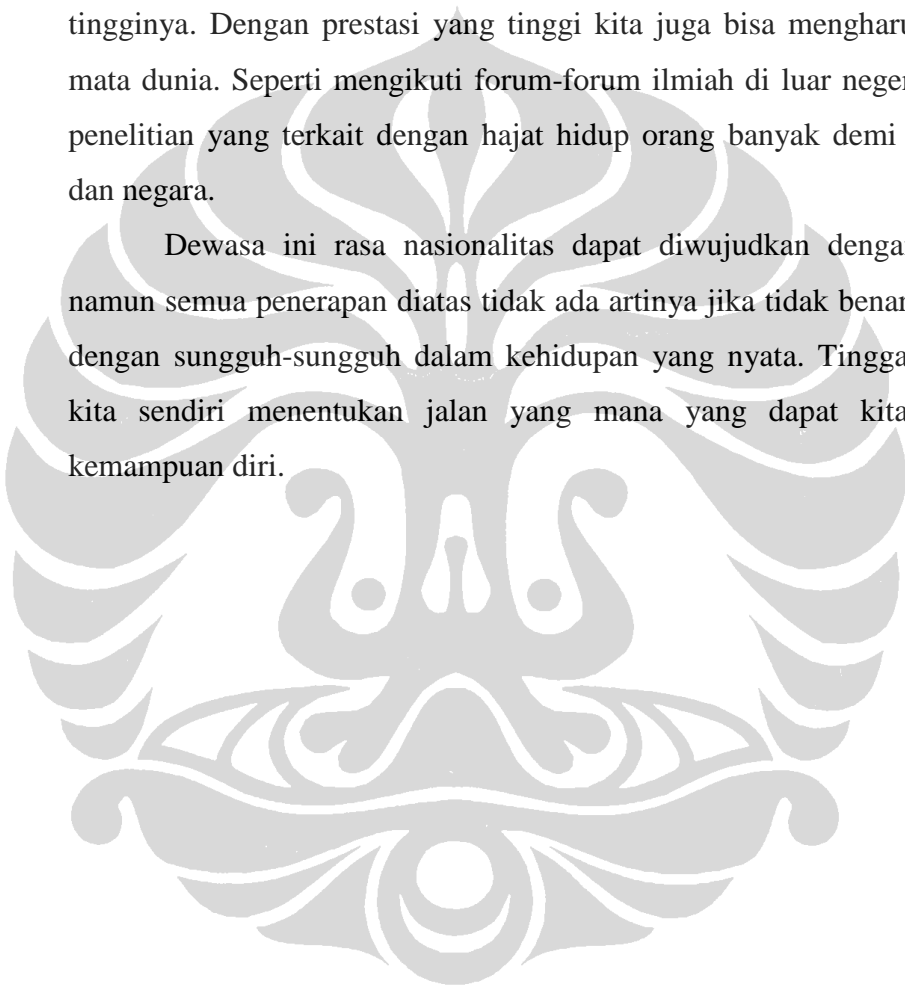 tingginya. Dengan prestasi yang tinggi kita juga bisa mengharu
mata dunia. Seperti mengikuti forum-forum ilmiah di luar neger
penelitian yang terkait dengan hajat hidup orang banyak demi
dan negara.
Dewasa ini rasa nasionalitas dapat diwujudkan dengan
namun semua penerapan diatas tidak ada artinya jika tidak benar
dengan sungguh-sungguh dalam kehidupan yang nyata. Tingga
kita sendiri menentukan jalan yang mana yang dapat kita
kemampuan diri.